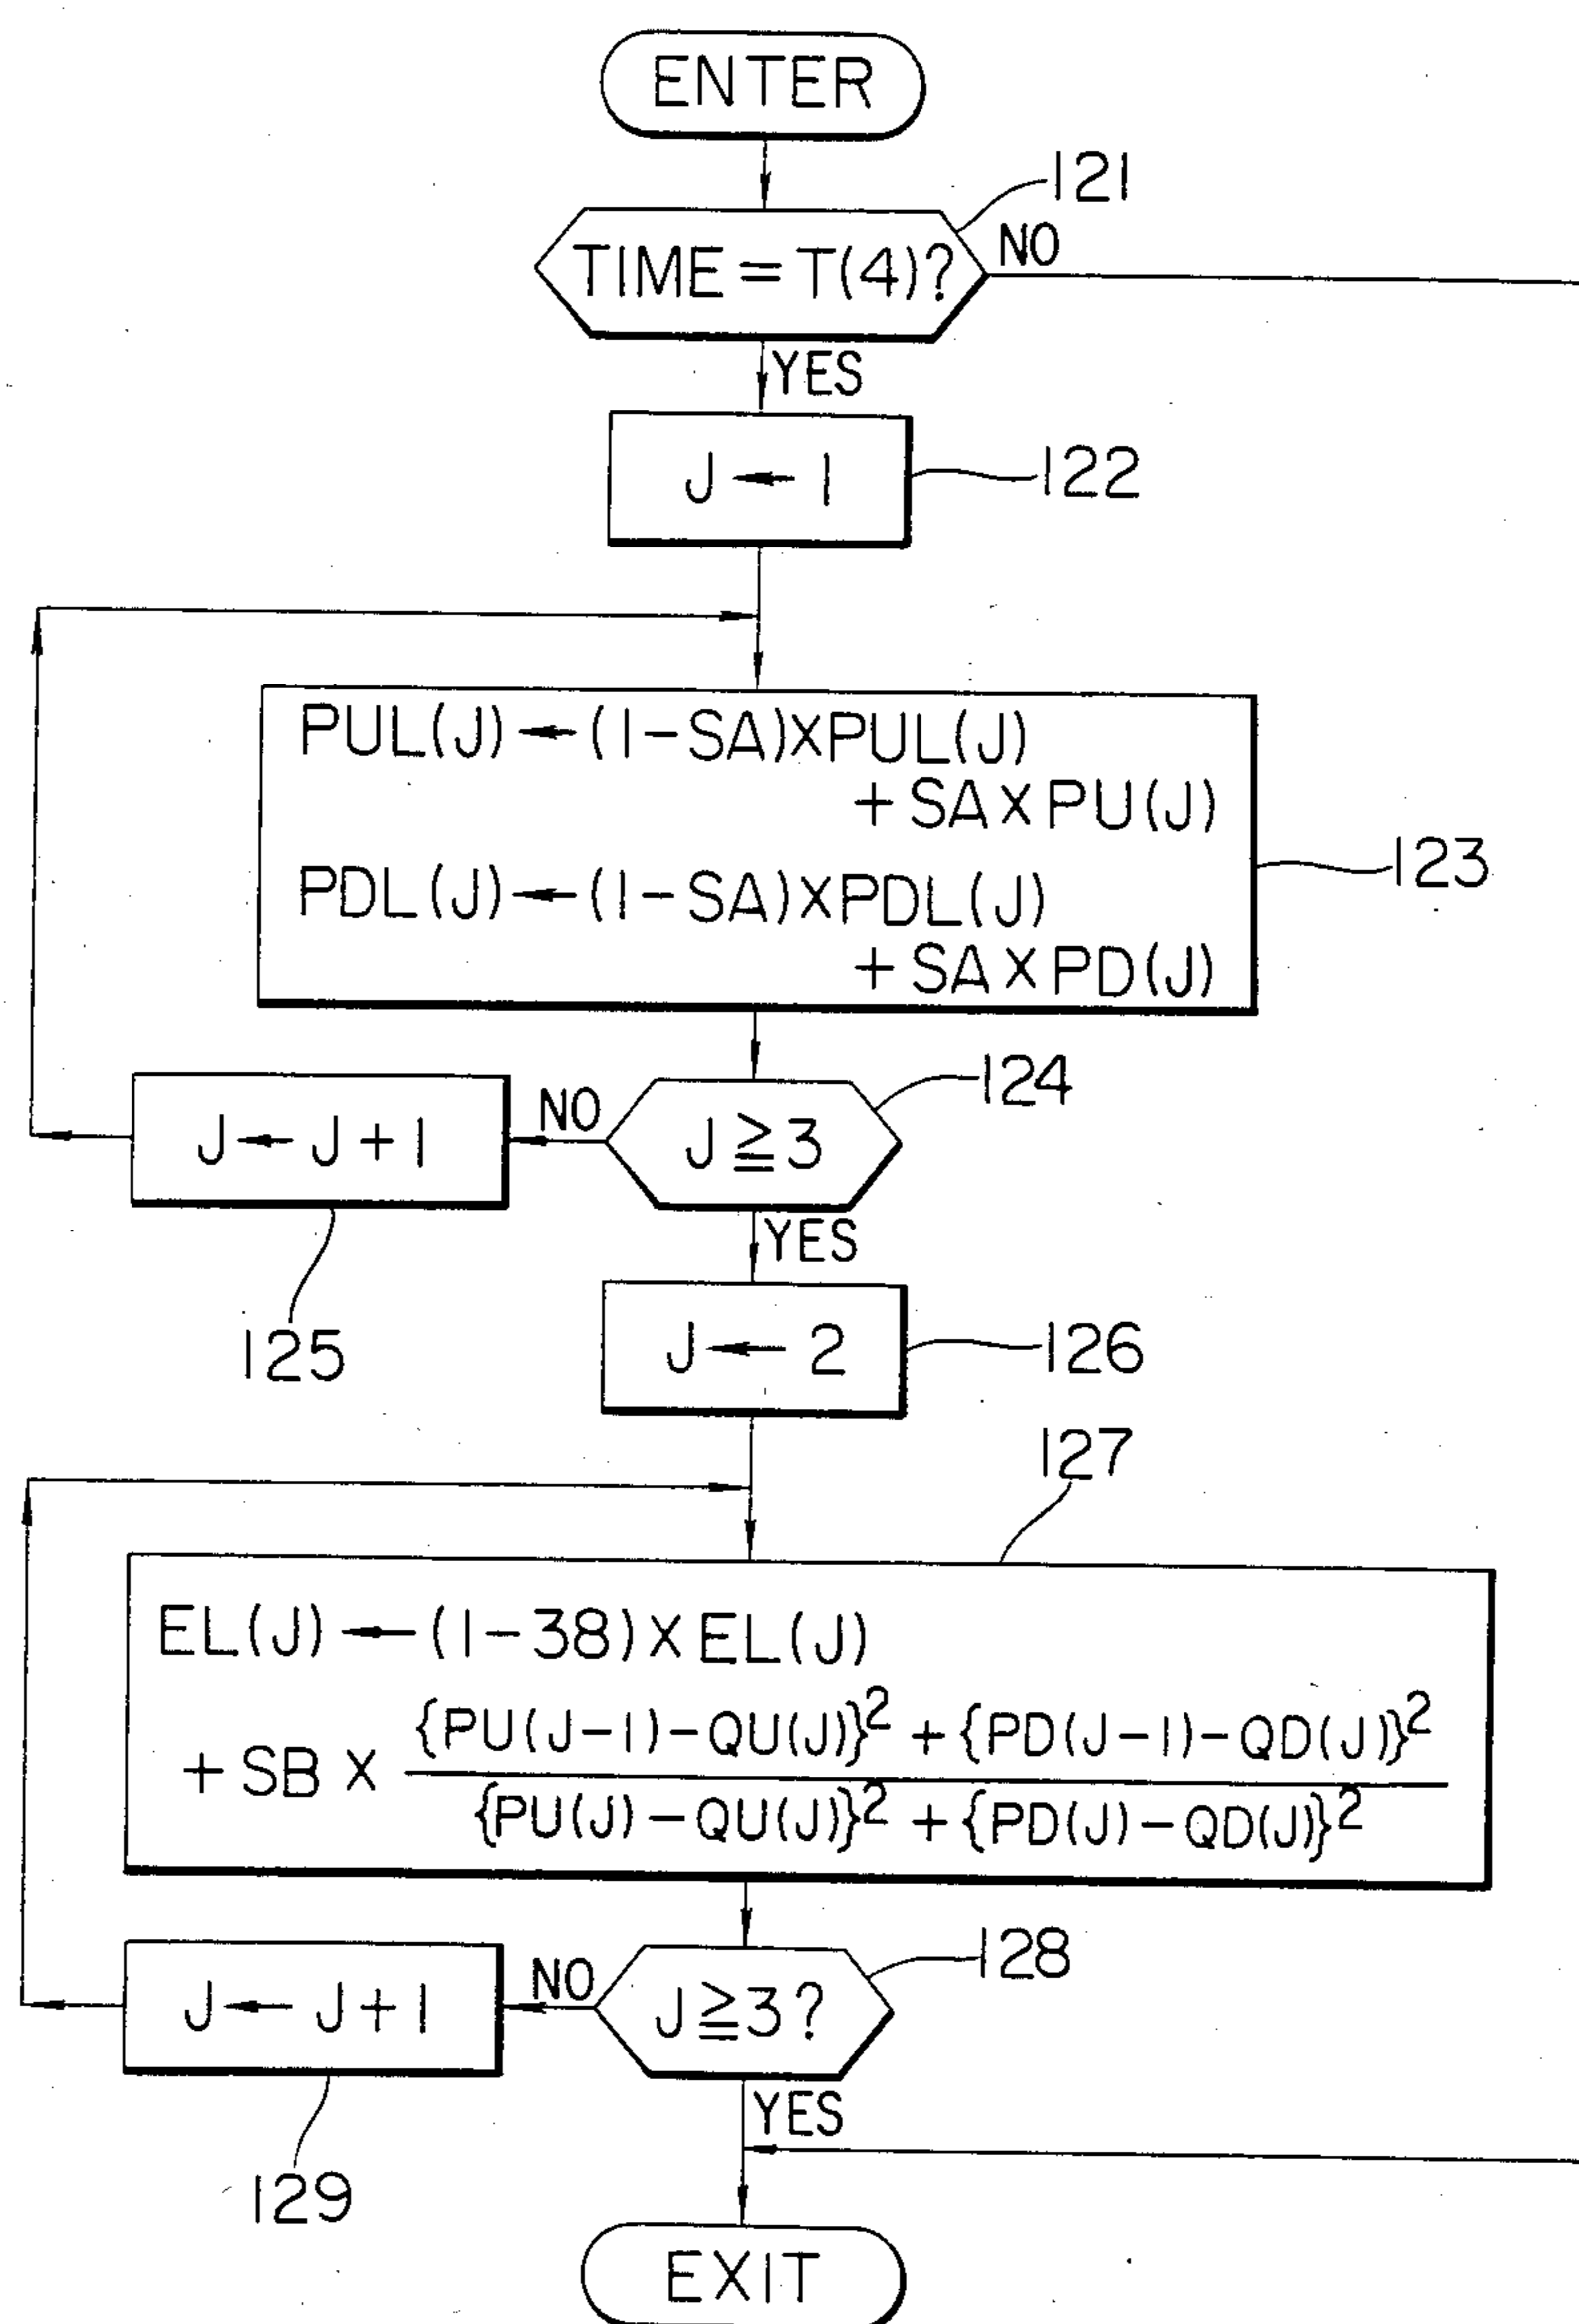 ENTER
121
TIME = T(4)?
NO
YES
J ← 1
122
PUL(J) ← (1-SA)×PUL(J)
+ SA×PU(J)
PDL(J) ← (1-SA)×PDL(J)
+ SA×PD(J)
123
124
J ≧ 3
NO
J ← J+1
125
YES
J ← 2
126
127
EL(J) ← (1-38)×EL(J)
+ SB × {PU(J-1)-QU(J)}² + {PD(J-1)-QD(J)}²
{PU(J)-QU(J)}² + {PD(J)-QD(J)}²
128
J ≧ 3?
NO
J ← J+1
129
YES
EXIT